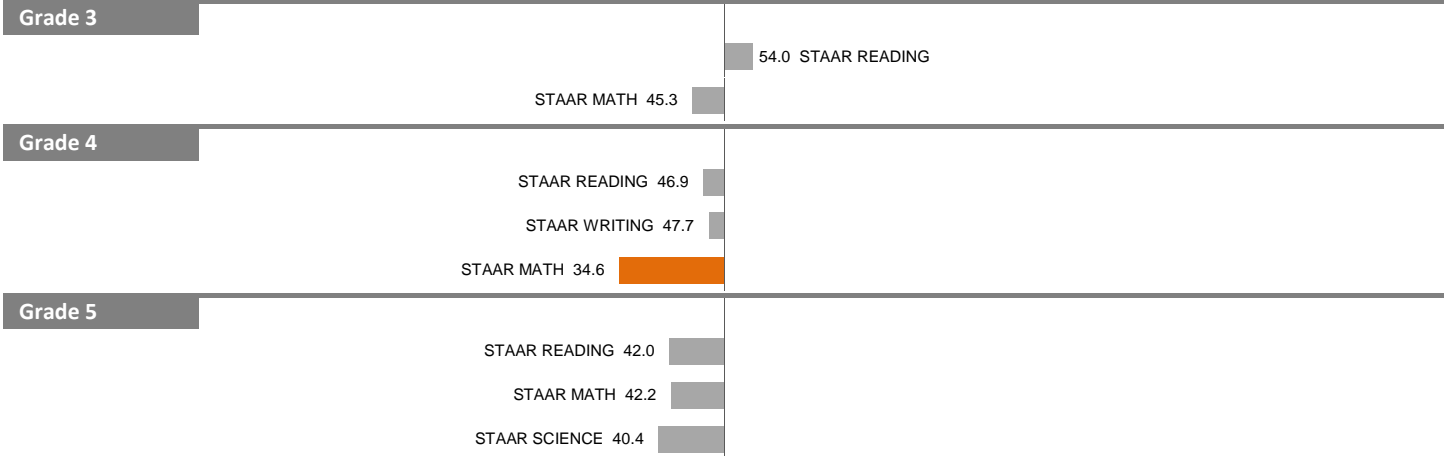 Grade 3
54.0 STAAR READING
STAAR MATH 45.3
Grade 4
STAAR READING 46.9
STAAR WRITING 47.7
STAAR MATH 34.6
Grade 5
STAAR READING 42.0
STAAR MATH 42.2
STAAR SCIENCE 40.4